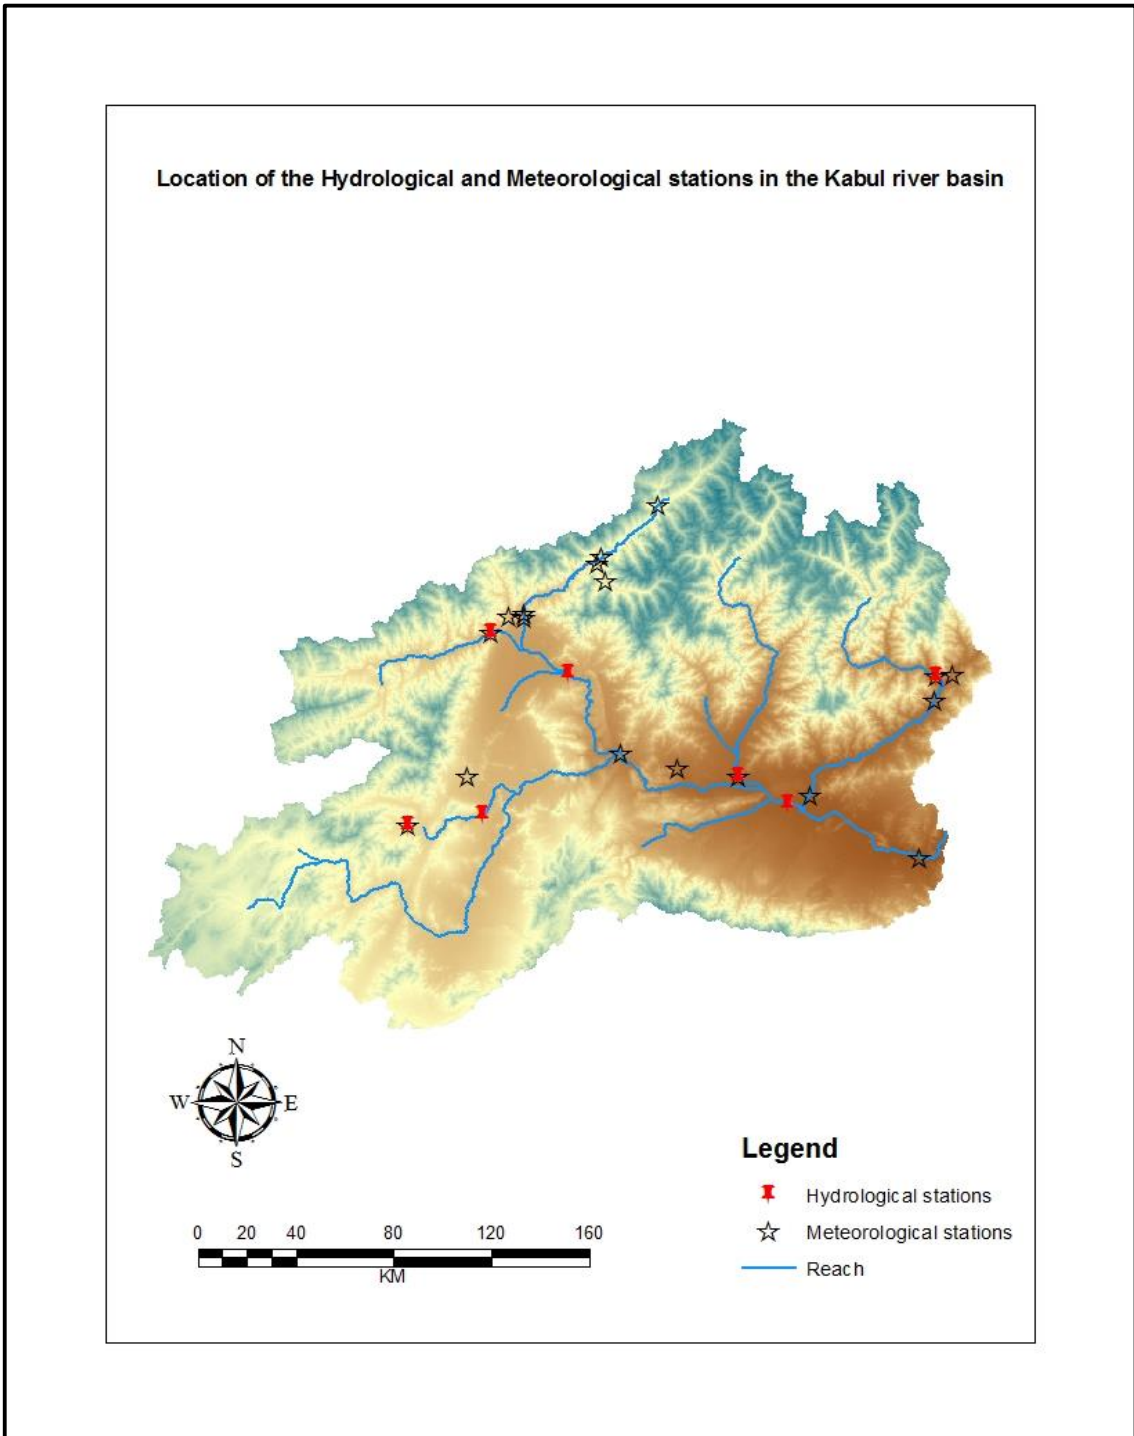 Location of the Hydrological and Meteorological stations in the Kabul river basin
N
W E
S
Legend
Hydrological stations
Meteorological stations
Reach
0 20 40 80 120 160
KM